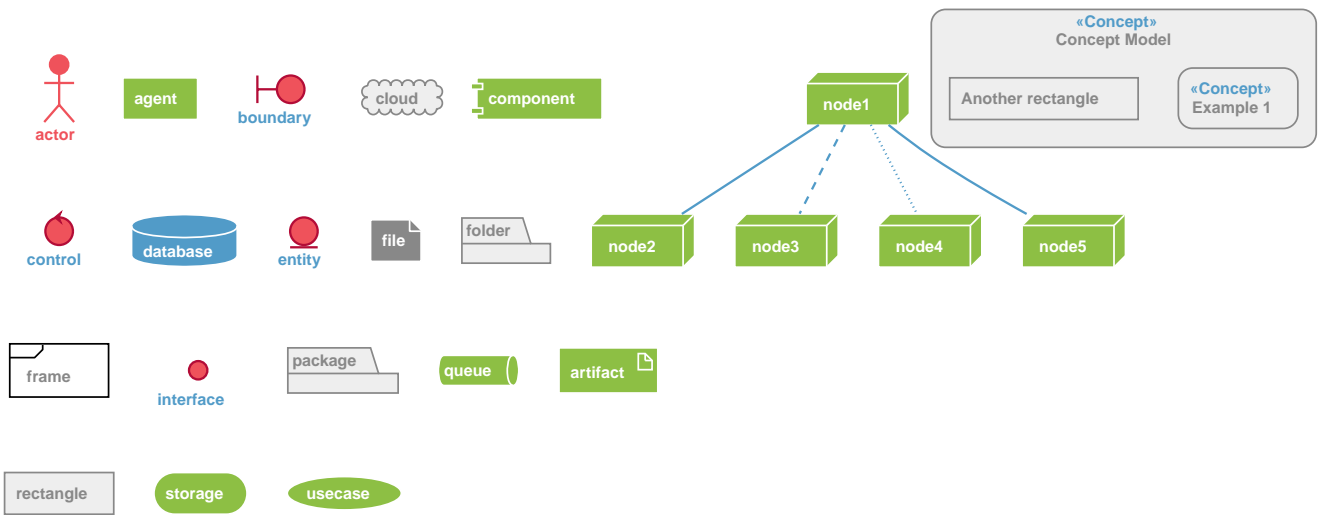 «Concept»
Concept Model
actor
agent
boundary
cloud
component
node1
Another rectangle
«Concept»
Example 1
control
database
entity
file
folder
node2
node3
node4
node5
frame
interface
package
queue
artifact
rectangle
storage
usecase